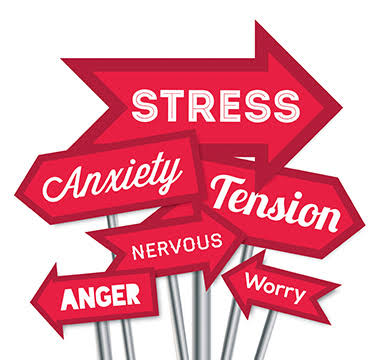 STRESS
Anxiety
Tension
NERVOUS
ANGER
Worry